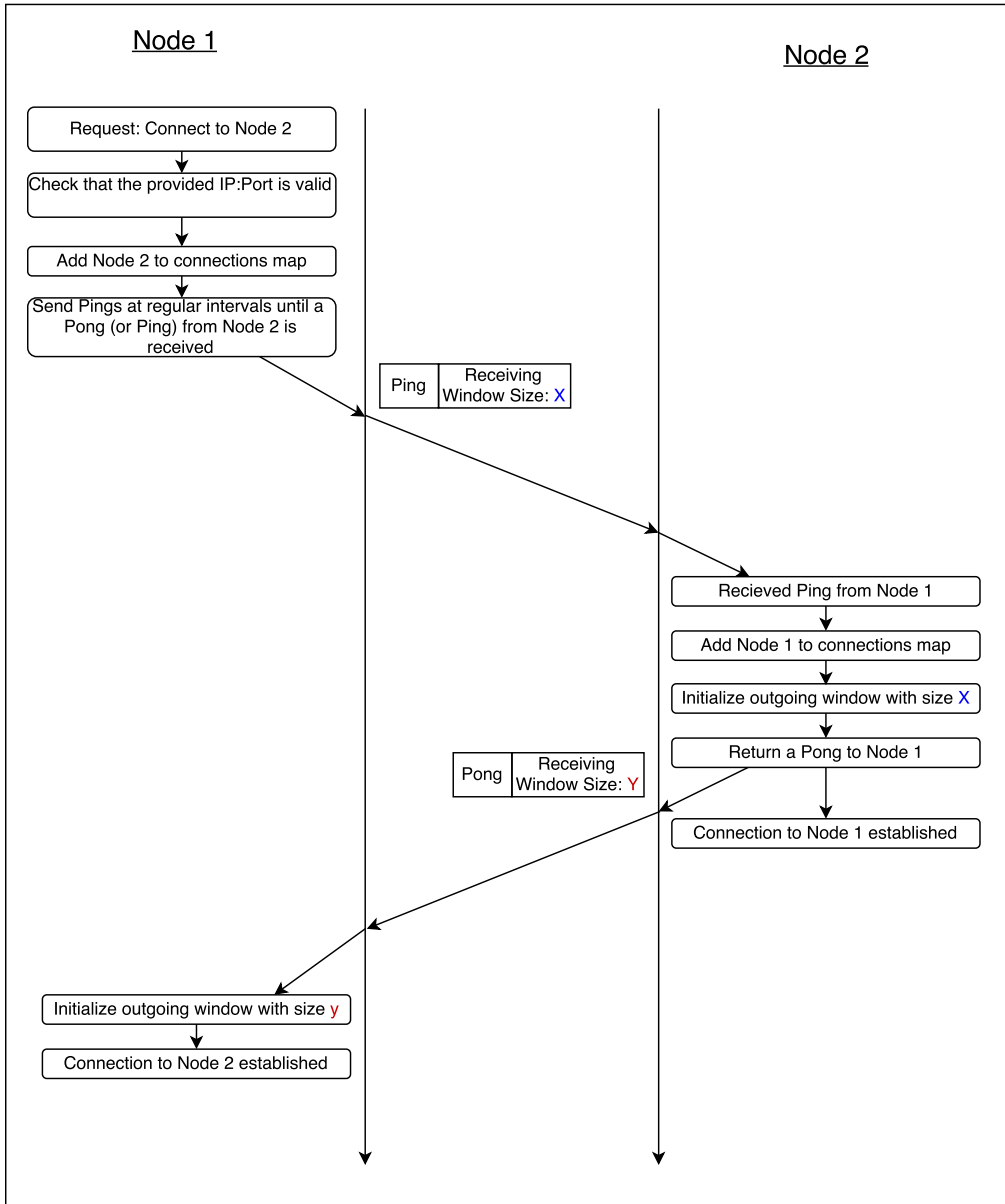 Node 1
Node 2
Request: Connect to Node 2
Check that the provided IP:Port is valid
Add Node 2 to connections map
Send Pings at regular intervals until a
Pong (or Ping) from Node 2 is
received
Ping
Receiving
Window Size: X
Recieved Ping from Node 1
Add Node 1 to connections map
Initialize outgoing window with size X
Return a Pong to Node 1
Pong
Receiving
Window Size: Y
Connection to Node 1 established
Initialize outgoing window with size y
Connection to Node 2 established